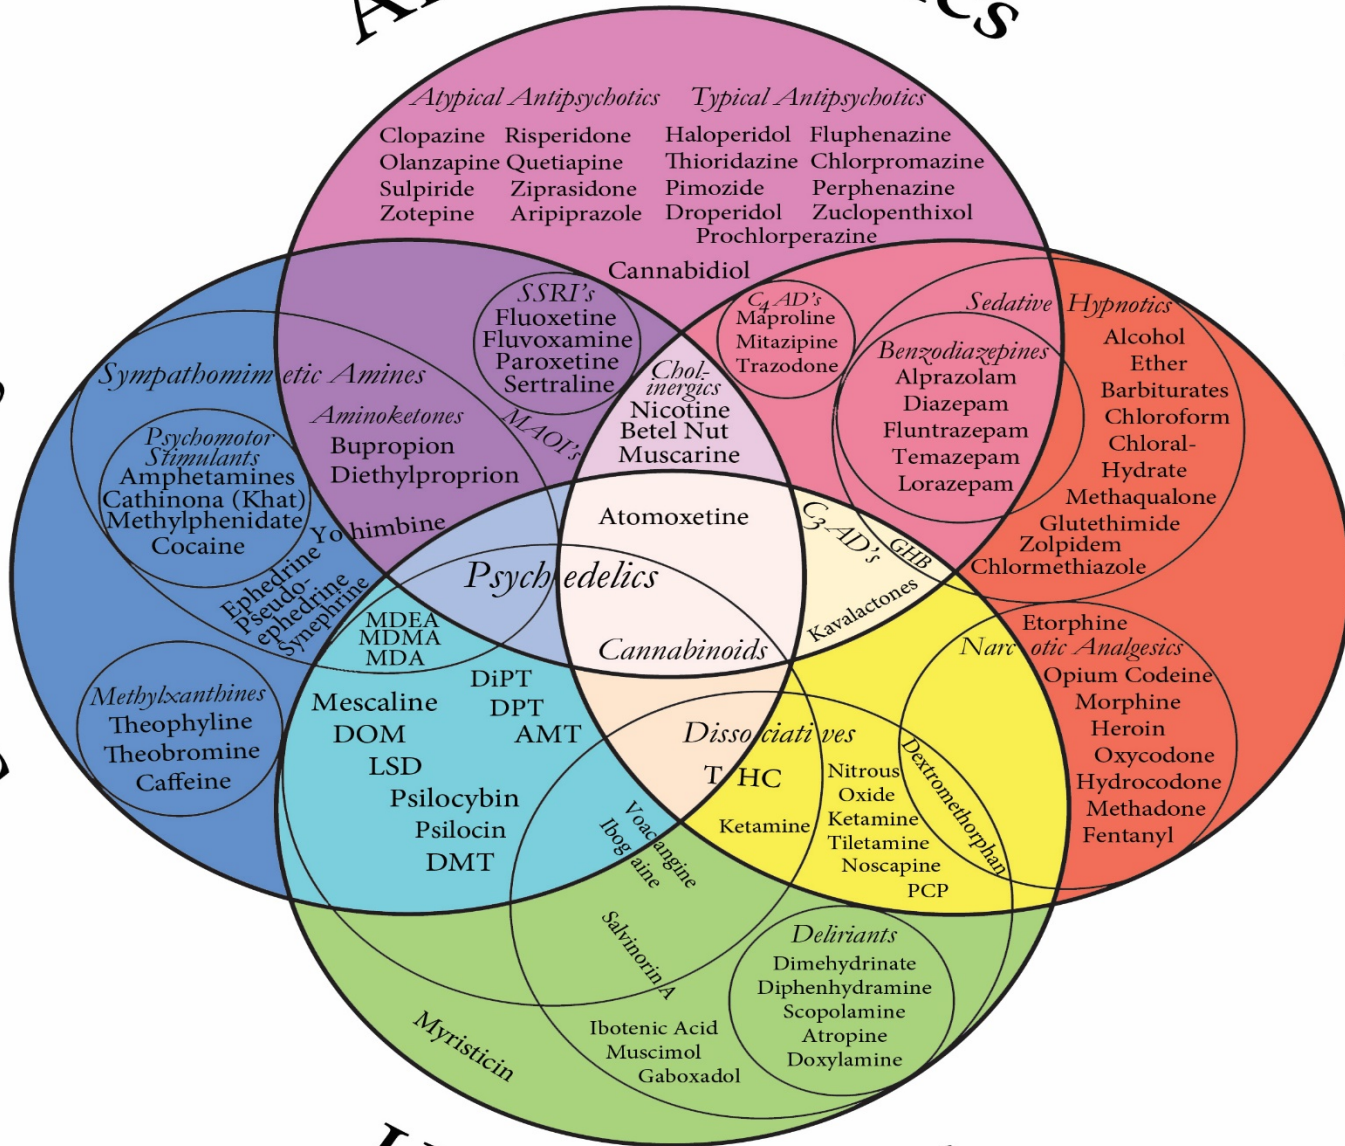 Atypical Antipsychotics
Typical Antipsychotics
Clopazine Risperidone
Olanzapine Quetiapine
Sulpiride Ziprasidone
Zotepine Aripiprazole
Haloperidol Fluphenazine
Thioridazine Chlorpromazine
Pimozide Perphenazine
Droperidol Zuclopenthixol
Prochlorperazine
Cannabidiol
SSRI's
Fluoxetine
Fluvoxamine
Paroxetine
Sertraline
C4 AD's
Maproline
Mitazipine
Trazodone
Sedative Hypnotics
Benzodiazepines
Alprazolam
Diazepam
Fluntrazepam
Temazepam
Lorazepam
Alcohol
Ether
Barbiturates
Chloroform
Chloral-
Hydrate
Methaqualone
Glutethimide
Zolpidem
Chlormethiazole
Sympathomimetic Amines
Aminoketones
Bupropion
Diethylproprion
MAOI's
Psychomotor
Stimulants
Amphetamines
Cathinona (Khat)
Methylphenidate
Cocaine
Yohimbine
Ephedrine
Pseudo-
ephedrine
Synephrine
Chol-
inergics
Nicotine
Betel Nut
Muscarine
Atomoxetine
C3 AD's
GHB
Kavalactones
Psychedelics
Cannabinoids
MDEA
MDMA
MDA
Methylxanthines
Theophyline
Theobromine
Caffeine
DiPT
DPT
AMT
Mescaline
DOM
LSD
Psilocybin
Psilocin
DMT
Etorphine
Narcotic Analgesics
Opium Codeine
Morphine
Heroin
Oxycodone
Hydrocodone
Methadone
Fentanyl
Dissociatives
THC
Ketamine
Nitrous
Oxide
Ketamine
Tiletamine
Noscapine
PCP
Dextromethorphan
Voacangine
Ibogaine
Salvinorin A
Deliriants
Dimehydrinate
Diphenhydramine
Scopolamine
Atropine
Doxylamine
Ibotenic Acid
Muscimol
Gaboxadol
Myristicin